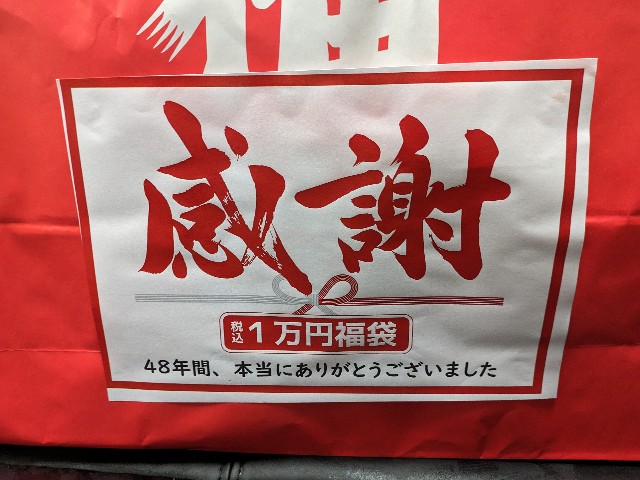 福
感謝
税込 1万円福袋
48年間、本当にありがとうございました